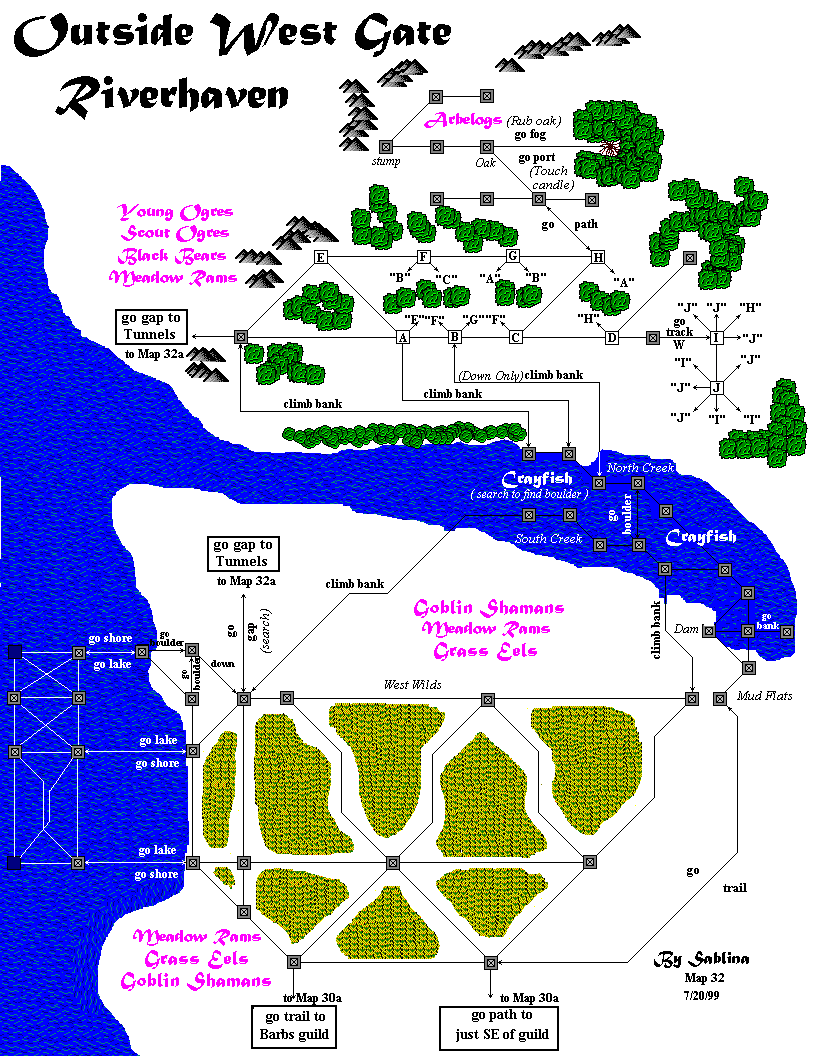 Outside West Gate
Riverhaven
Arbelogs (Rub oak)
go fog
stump
Oak
go port
(Touch
candle)
go path
Young Ogres
Scout Ogres
Black Bears
Meadow Rams
E
F
G
H
"B"
"C"
"A"
"B"
"A"
go gap to
Tunnels
to Map 32a
"E"
"F"
"G"
"F"
"H"
A
B
C
D
go
track
W
"J"
"J"
"H"
I
"J"
"I"
"J"
"J"
J
"J"
"I"
"I"
(Down Only)
climb bank
climb bank
climb bank
North Creek
Crayfish
(search to find boulder)
go
boulder
South Creek
Crayfish
go gap to
Tunnels
to Map 32a
climb bank
go
gap
(search)
Goblin Shamans
Meadow Rams
Grass Eels
climb bank
Dam
go
bank
go shore
go lake
go
boulder
go
boulder
down
West Wilds
Mud Flats
go lake
go shore
go lake
go shore
go
trail
Meadow Rams
Grass Eels
Goblin Shamans
By Sablina
Map 32
7/20/99
to Map 30a
go trail to
Barbs guild
to Map 30a
go path to
just SE of guild